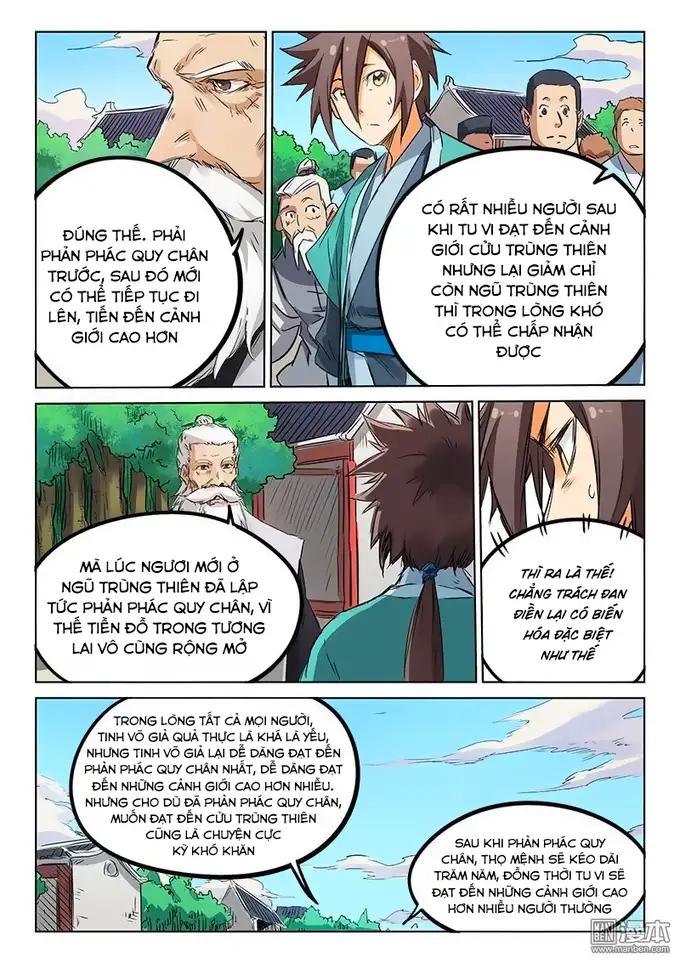 ĐÚNG THẾ. PHẢI
PHẢN PHÁC QUY CHÂN
TRƯỚC, SAU ĐÓ MỚI
CÓ THỂ TIẾP TỤC ĐI
LÊN, TIẾN ĐẾN CẢNH
GIỚI CAO HƠN
CÓ RẤT NHIỀU NGƯỜI SAU
KHI TU VI ĐẠT ĐẾN CẢNH
GIỚI CỬU TRÙNG THIÊN
NHƯNG LẠI GIẢM CHỈ
CÒN NGŨ TRÙNG THIÊN
THÌ TRONG LÒNG KHÓ
CÓ THỂ CHẤP NHẬN
ĐƯỢC
MÀ LÚC NGƯƠI MỚI Ở
NGŨ TRÙNG THIÊN ĐÃ LẬP
TỨC PHẢN PHÁC QUY CHÂN, VÌ
THẾ TIỀN ĐỒ TRONG TƯƠNG
LAI VÔ CÙNG RỘNG MỞ
THÌ RA LÀ THẾ!
CHẲNG TRÁCH ĐAN
ĐIỀN LẠI CÓ BIẾN
HÓA ĐẶC BIỆT
NHƯ THẾ
TRONG LÒNG TẤT CẢ MỌI NGƯỜI,
TINH VÕ GIẢ QUẢ THỰC LÀ KHÁ LÀ YẾU,
NHƯNG TINH VÕ GIẢ LẠI DỄ DÀNG ĐẠT ĐẾN
PHẢN PHÁC QUY CHÂN NHẤT, DỄ DÀNG ĐẠT
ĐẾN NHỮNG CẢNH GIỚI CAO HƠN NHIỀU.
NHƯNG CHO DÙ ĐÃ PHẢN PHÁC QUY CHÂN,
MUỐN ĐẠT ĐẾN CỬU TRÙNG THIÊN
CŨNG LÀ CHUYỆN CỰC
KỲ KHÓ KHĂN
SAU KHI PHẢN PHÁC QUY
CHÂN, THỌ MỆNH SẼ KÉO DÀI
TRĂM NĂM, ĐỒNG THỜI TU VI SẼ
ĐẠT ĐẾN NHỮNG CẢNH GIỚI CAO
HƠN NHIỀU NGƯỜI THƯỜNG
漫本
www.manben.com